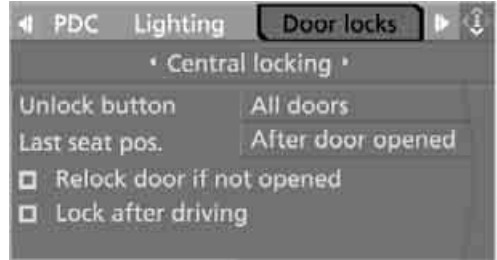 PDC Lighting Door locks
Central locking
Unlock button All doors
Last seat pos. After door opened
Relock door if not opened
Lock after driving